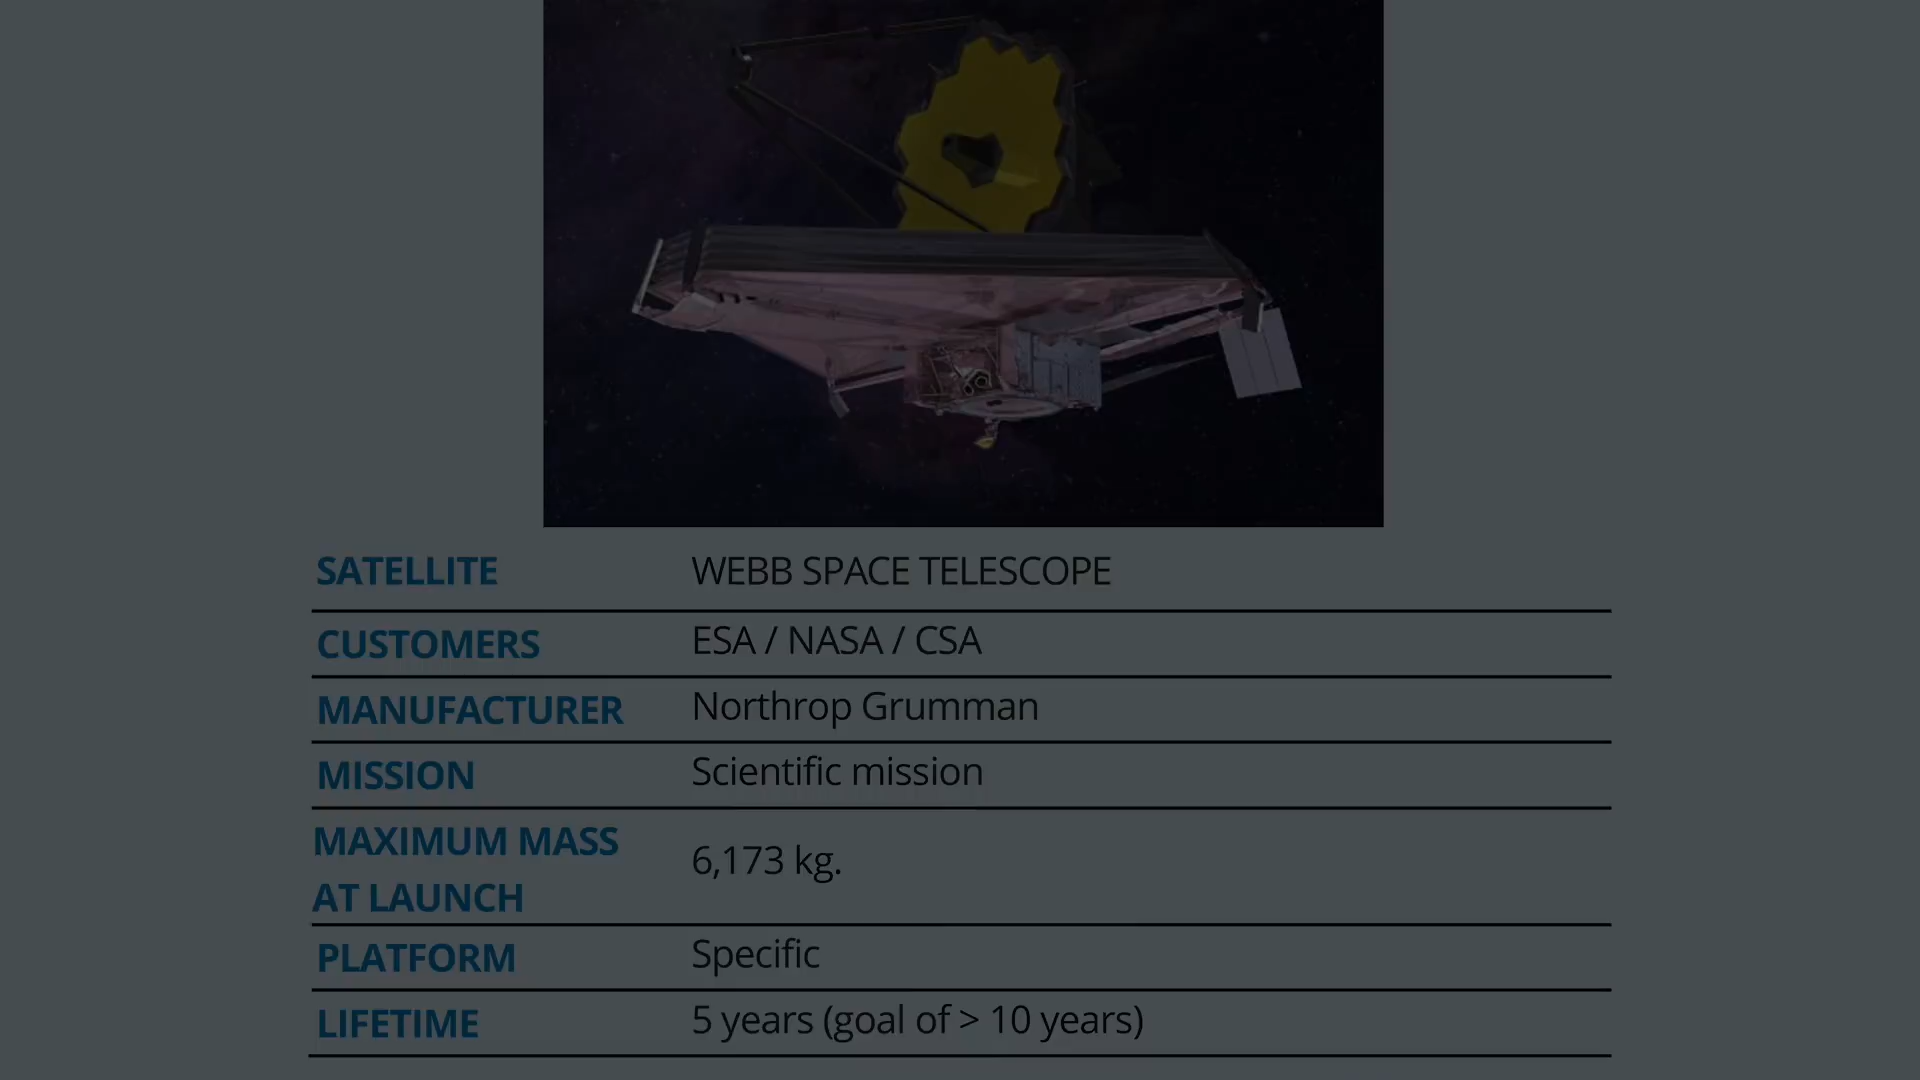 SATELLITE WEBB SPACE TELESCOPE
CUSTOMERS ESA / NASA / CSA
MANUFACTURER Northrop Grumman
MISSION Scientific mission
MAXIMUM MASS
AT LAUNCH 6,173 kg.
PLATFORM Specific
LIFETIME 5 years (goal of > 10 years)